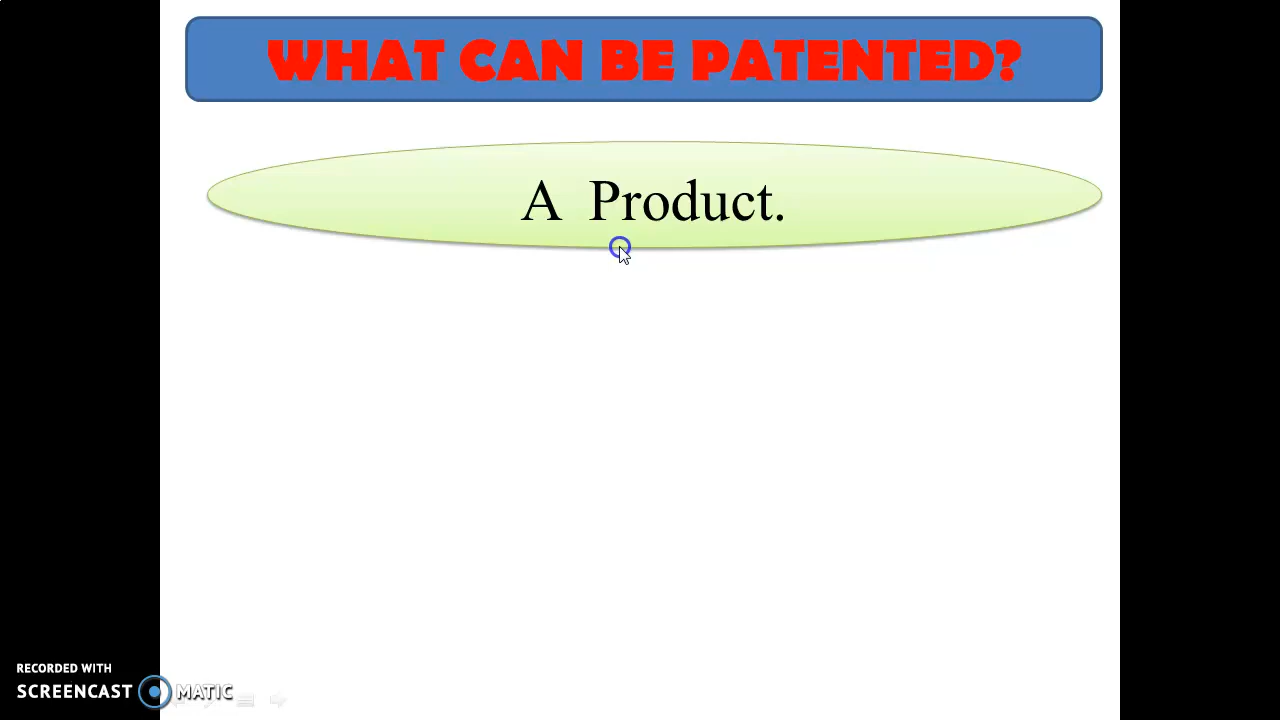 WHAT CAN BE PATENTED?
A Product.
RECORDED WITH
SCREENCAST MATIC